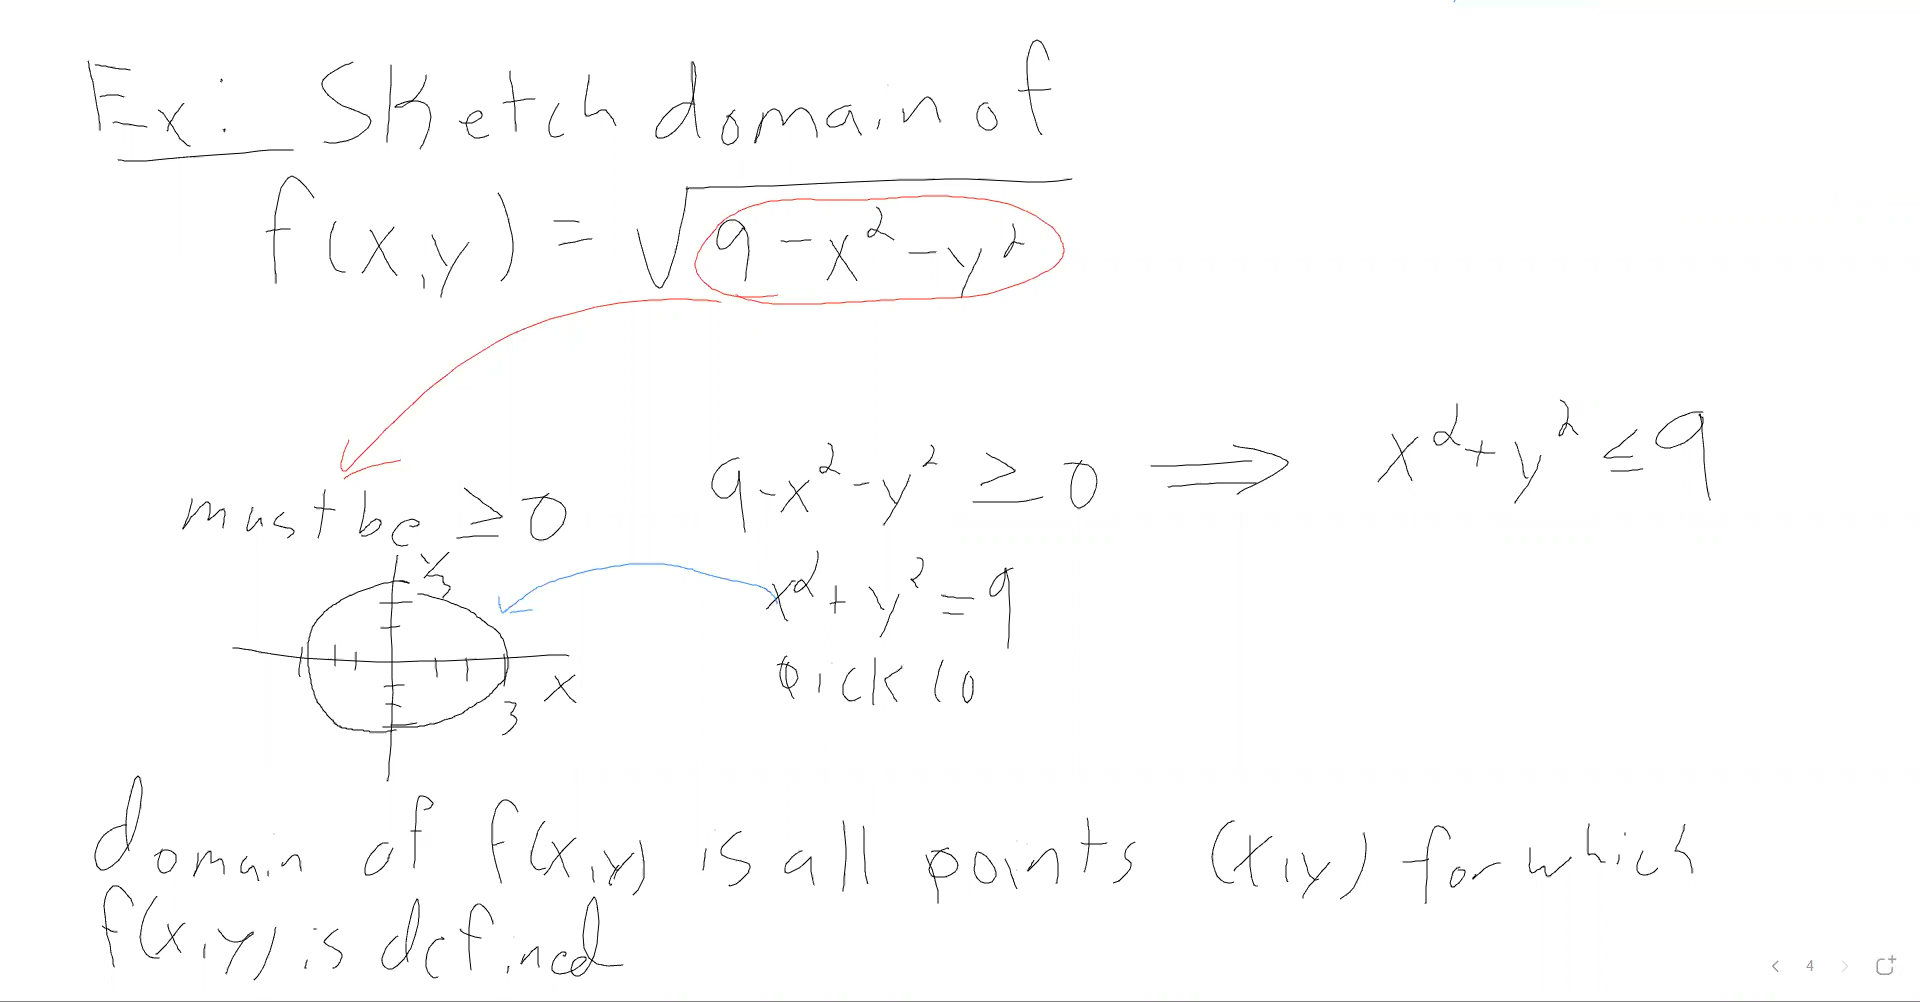 Ex: Sketch domain of
f(x,y) = √9-x²-y²
must be ≥0
9-x²-y² ≥ 0 ⟹ x²+y² ≤ 9
x²+y²=9
y
3
x
3
domain of f(x,y) is all points (x,y) for which
f(x,y) is defined
4